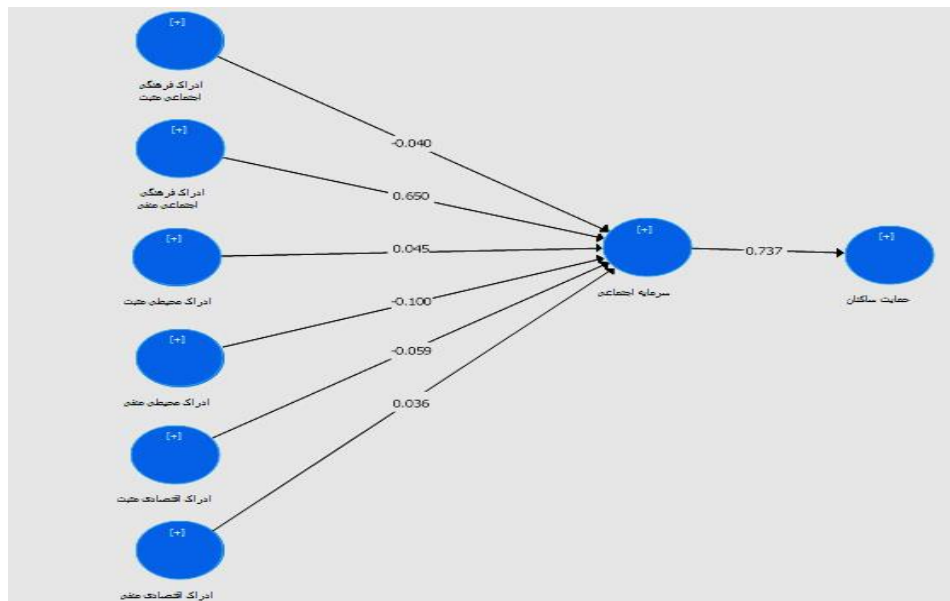 [+]
ادراک فرهنگی
اجتماعی مثبت
-0.040
[+]
ادراک فرهنگی
اجتماعی منفی
0.650
[+]
ادراک محیطی مثبت
0.045
[+]
سرمایه اجتماعی
0.737
[+]
حمایت ساکنان
-0.100
[+]
ادراک محیطی منفی
-0.059
[+]
ادراک اقتصادی مثبت
0.036
[+]
ادراک اقتصادی منفی